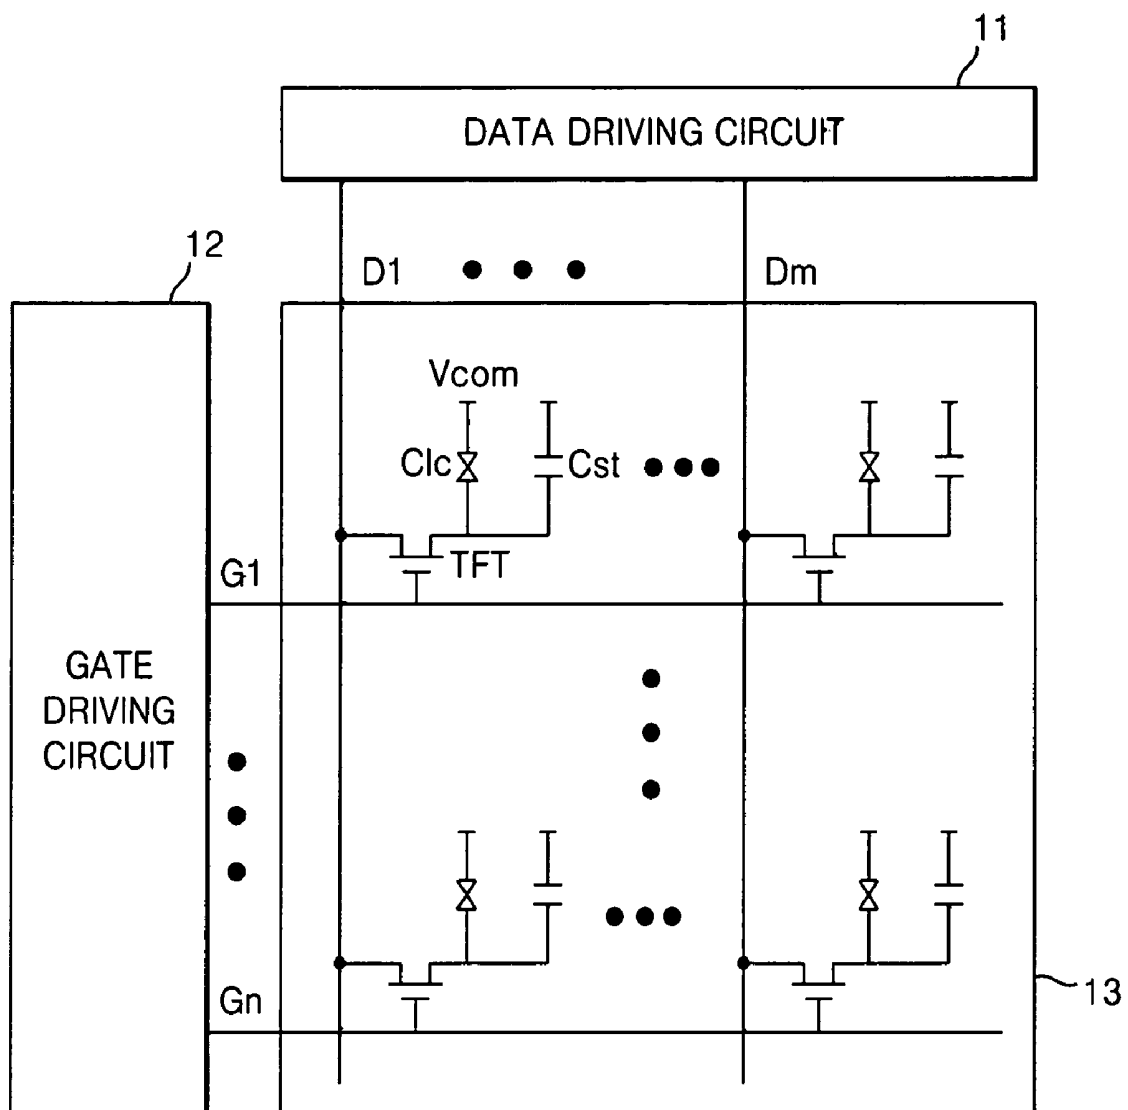 11
DATA DRIVING CIRCUIT
12
D1
Dm
Vcom
Clc
Cst
TFT
G1
GATE
DRIVING
CIRCUIT
Gn
13